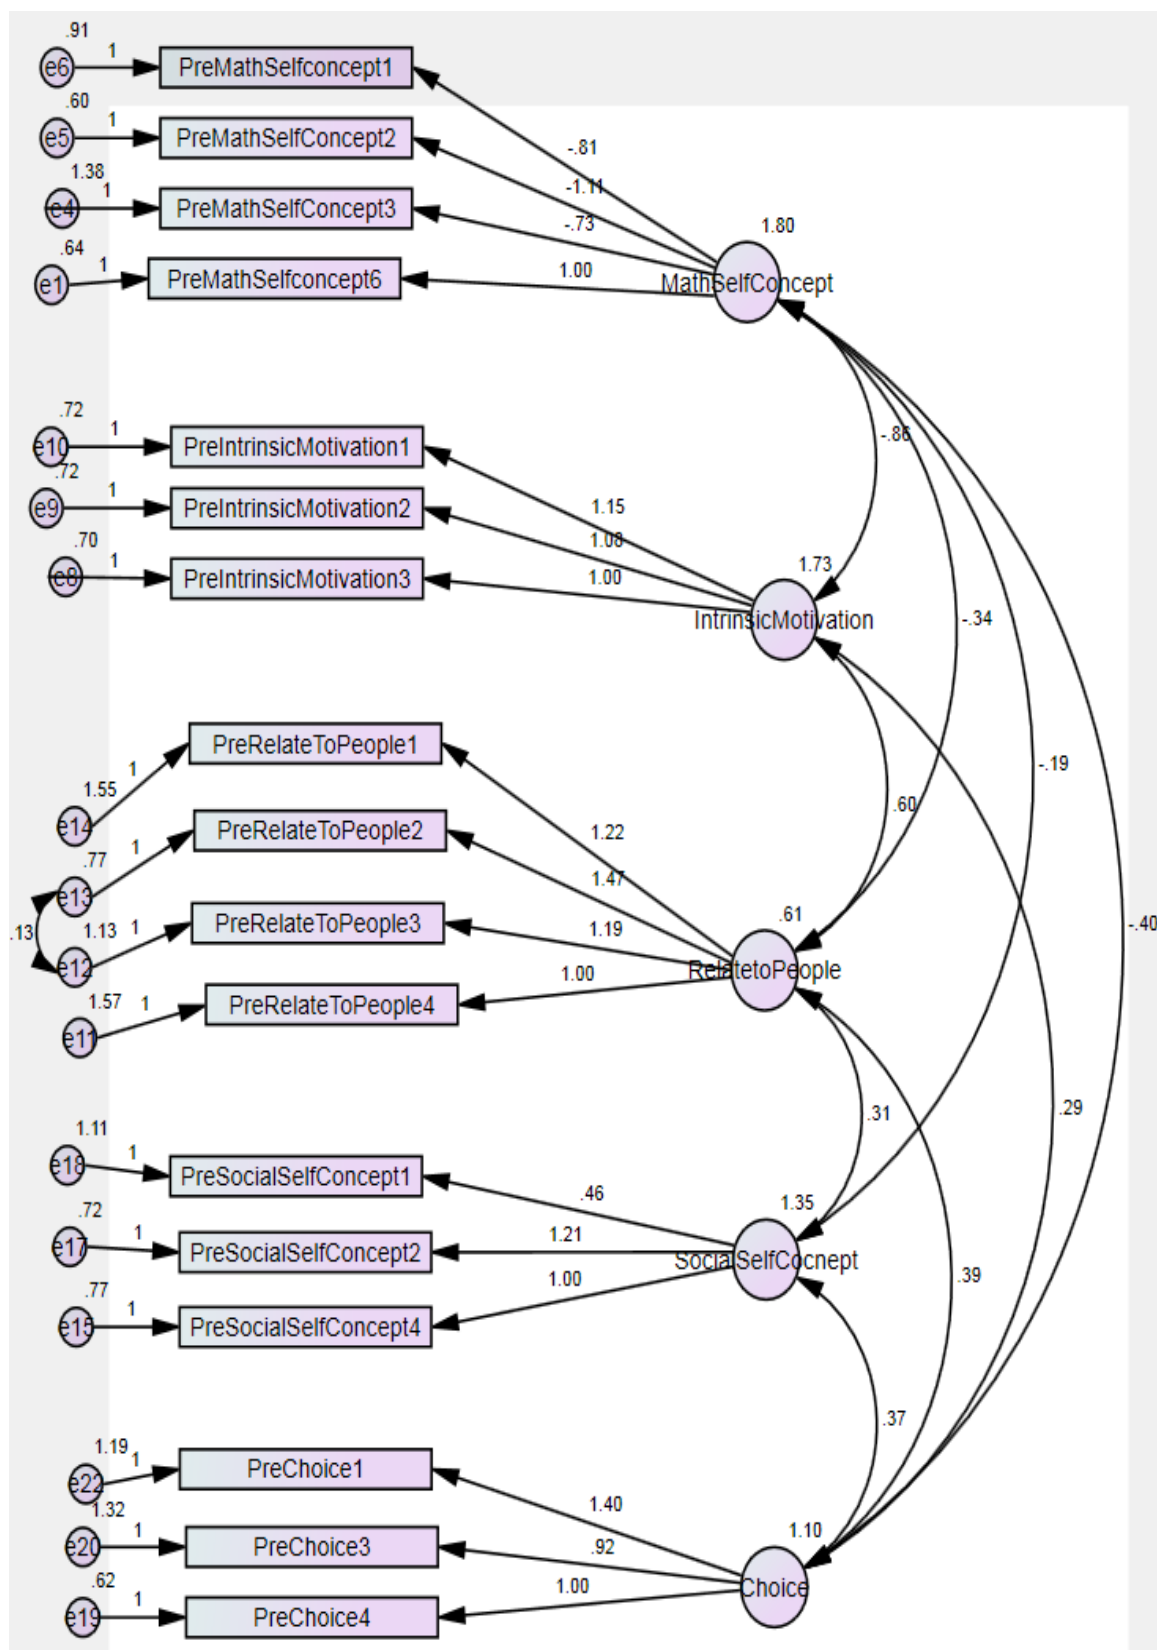 .91
e6
1
PreMathSelfconcept1
.60
e5
1
PreMathSelfConcept2
1.38
e4
1
PreMathSelfConcept3
.64
e1
1
PreMathSelfconcept6
-.81
-1.11
-.73
1.00
1.80
MathSelfConcept
.72
e10
1
PreIntrinsicMotivation1
.72
e9
1
PreIntrinsicMotivation2
.70
e8
1
PreIntrinsicMotivation3
1.15
1.08
1.00
1.73
IntrinsicMotivation
-.86
-.34
-.19
-.40
.60
.29
PreRelateToPeople1
1
1.55
e14
PreRelateToPeople2
1
.77
e13
.13
PreRelateToPeople3
1.13
1
e12
PreRelateToPeople4
1.57
1
e11
1.22
1.47
1.19
1.00
.61
RelatetoPeople
.31
.39
1.11
e18
1
PreSocialSelfConcept1
.72
e17
1
PreSocialSelfConcept2
.77
e15
1
PreSocialSelfConcept4
.46
1.21
1.00
1.35
SocialSelfCocnept
.37
1.19
e22
1
PreChoice1
1.32
e20
1
PreChoice3
.62
e19
1
PreChoice4
1.40
.92
1.00
1.10
Choice